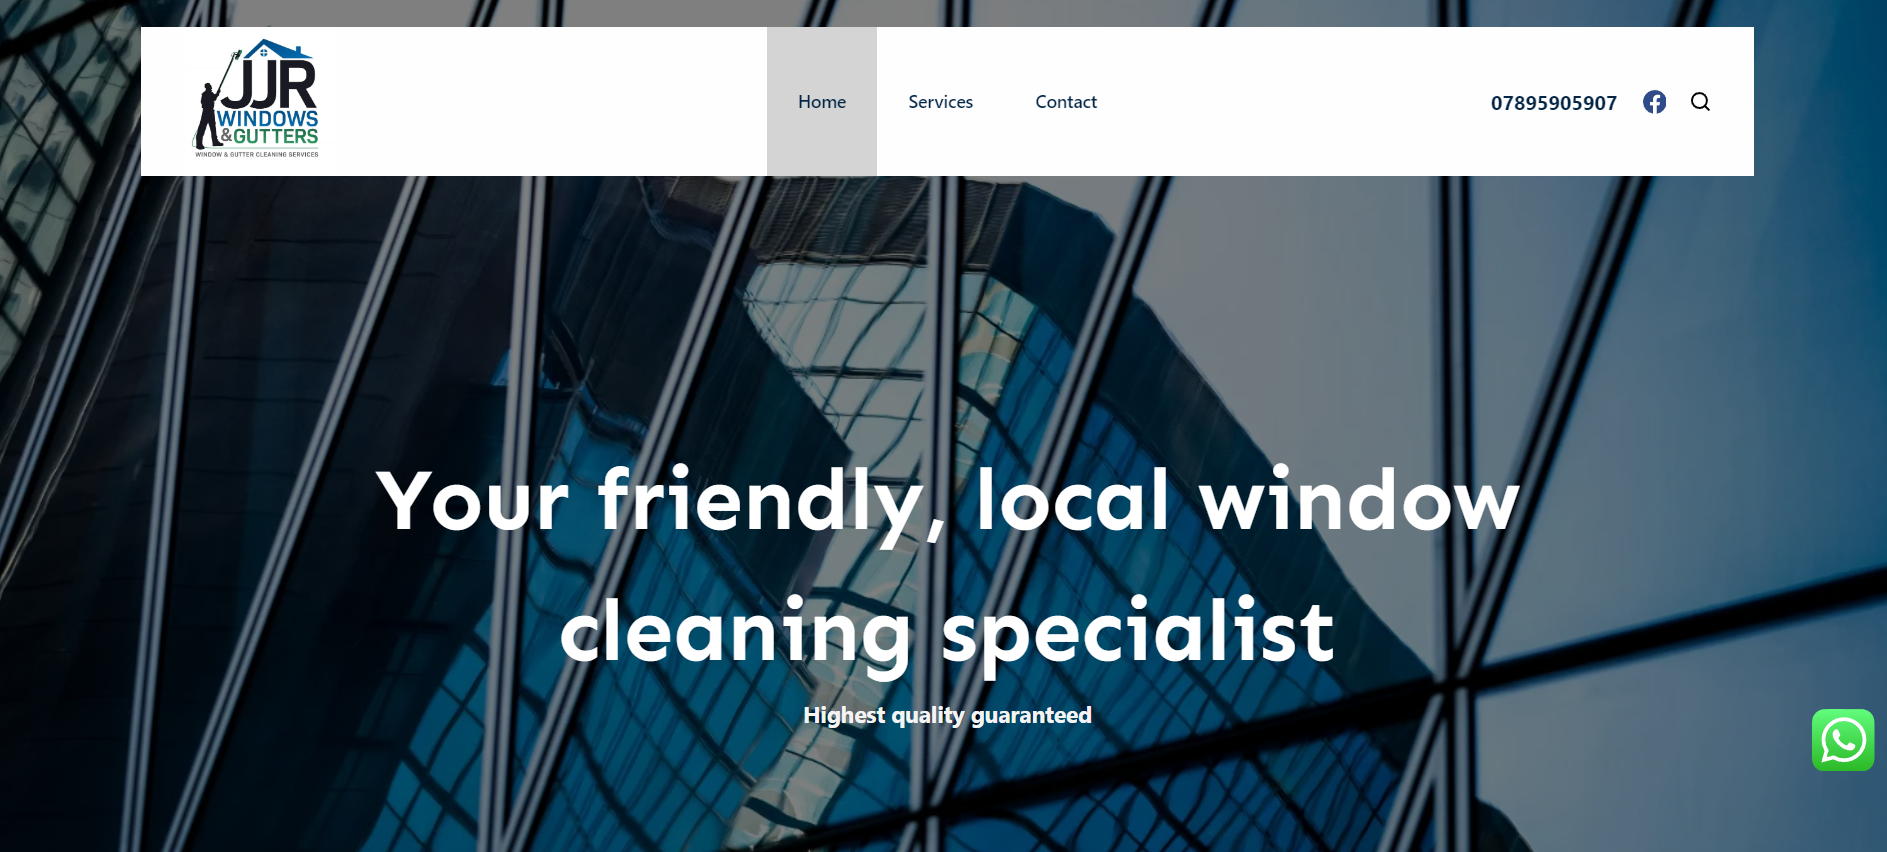 JJR
WINDOWS
&GUTTERS
WINDOW & GUTTER CLEANING SERVICES
Home
Services
Contact
07895905907
Your friendly, local window
cleaning specialist
Highest quality guaranteed